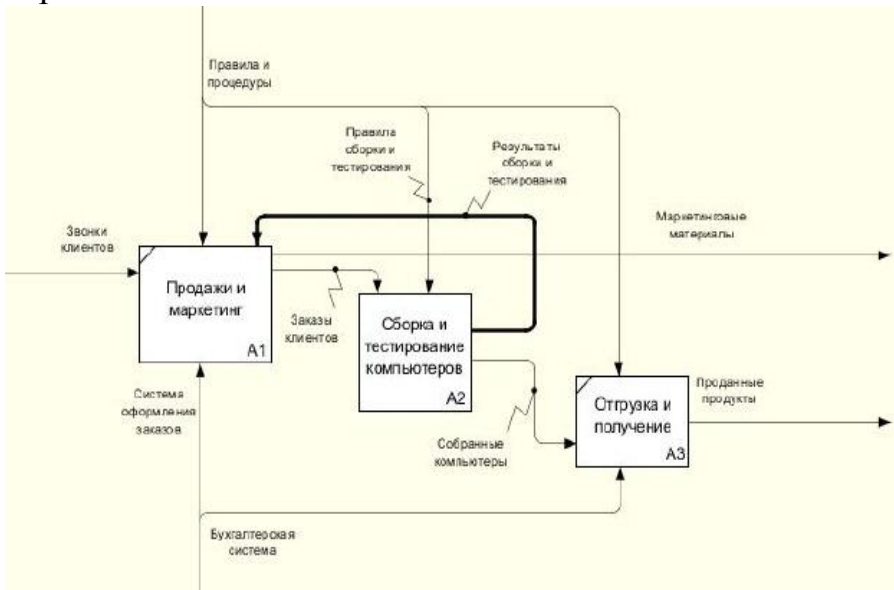 Правила и
процедуры
Правила
сборки и
тестирования
Результаты
сборки и
тестирования
Звонки
клиентов
Маркетинговые
материалы
Продажи и
маркетинг
A1
Заказы
клиентов
Сборка и
тестирование
компьютеров
A2
Система
оформления
заказов
Проданные
продукты
Отгрузка и
получение
A3
Собранные
компьютеры
Бухгалтерская
система